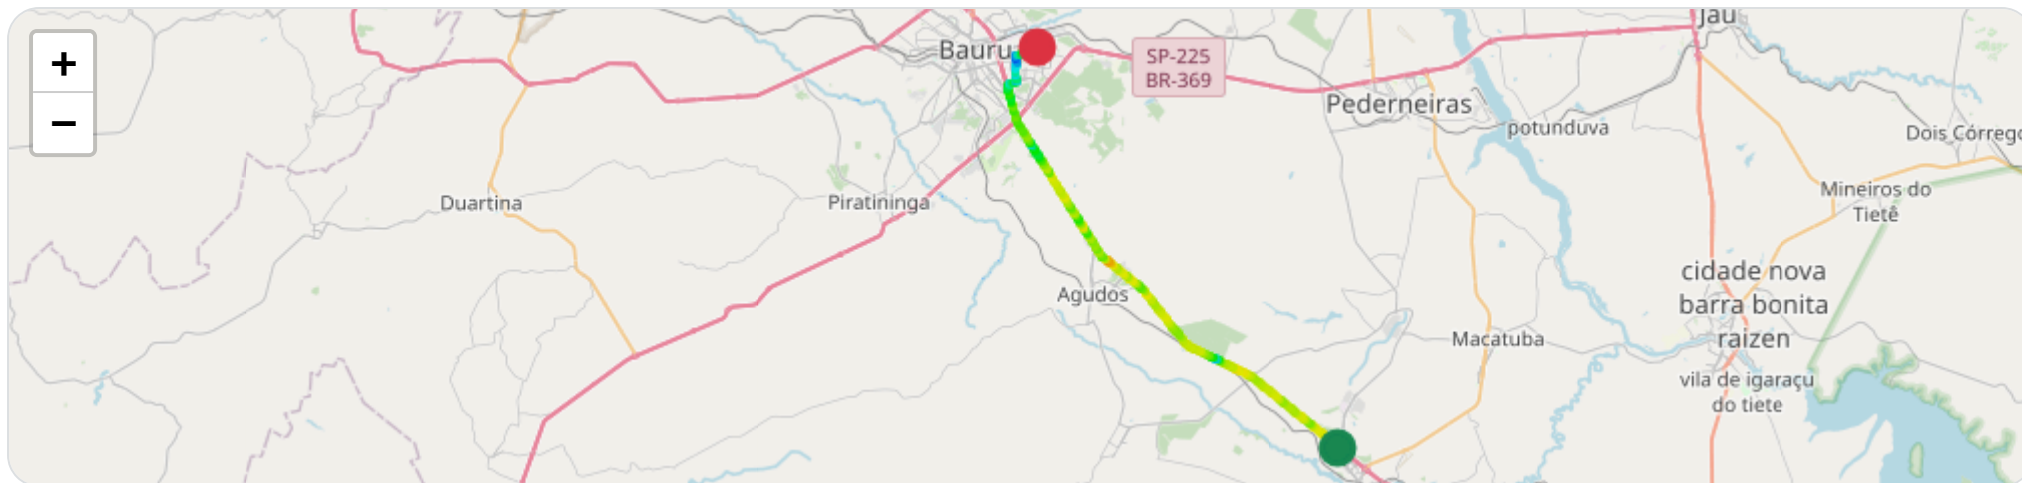 +
−
Bauru
SP-225
BR-369
Jaú
Pederneiras
potunduva
Dois Córrego
Duartina
Piratininga
Mineiros do
Tietê
Agudos
cidade nova
barra bonita
raizen
Macatuba
vila de igaraçu
do tiete